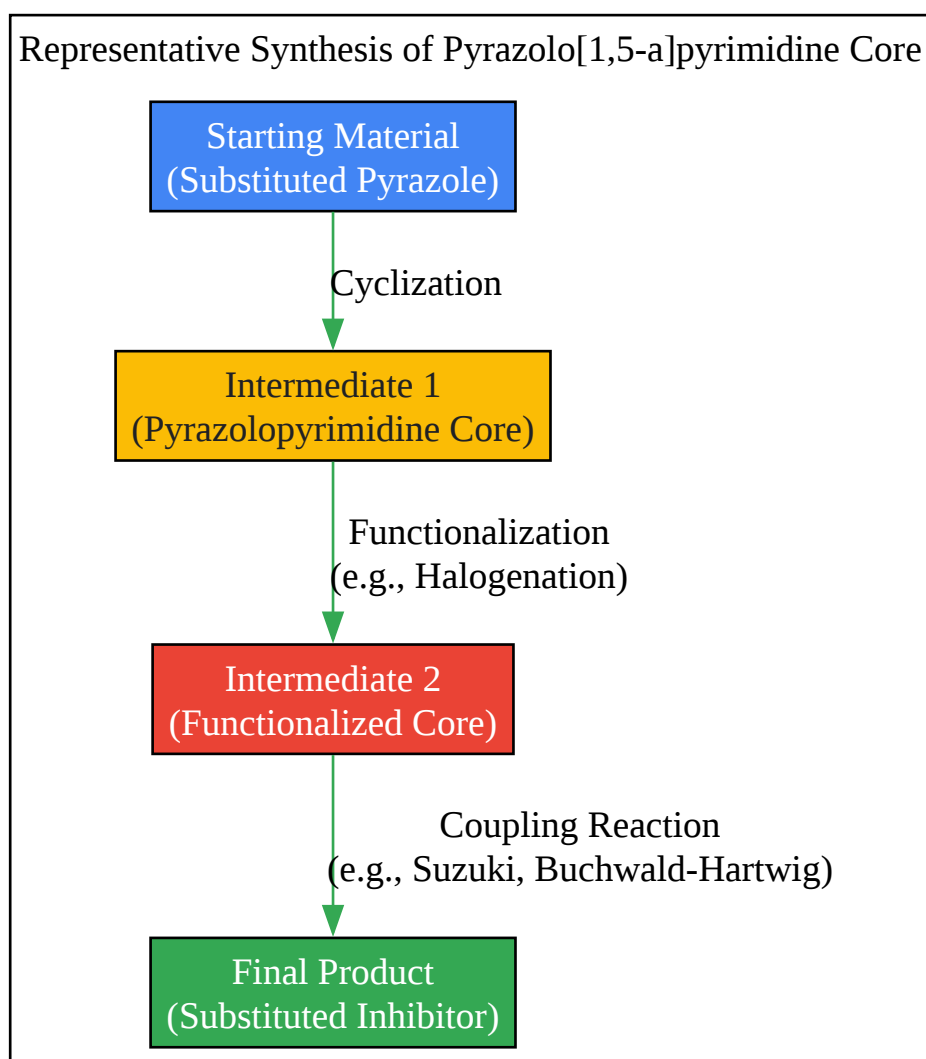 Representative Synthesis of Pyrazolo[1,5-a]pyrimidine Core
Starting Material
(Substituted Pyrazole)
Cyclization
Intermediate 1
(Pyrazolopyrimidine Core)
Functionalization
(e.g., Halogenation)
Intermediate 2
(Functionalized Core)
Coupling Reaction
(e.g., Suzuki, Buchwald-Hartwig)
Final Product
(Substituted Inhibitor)